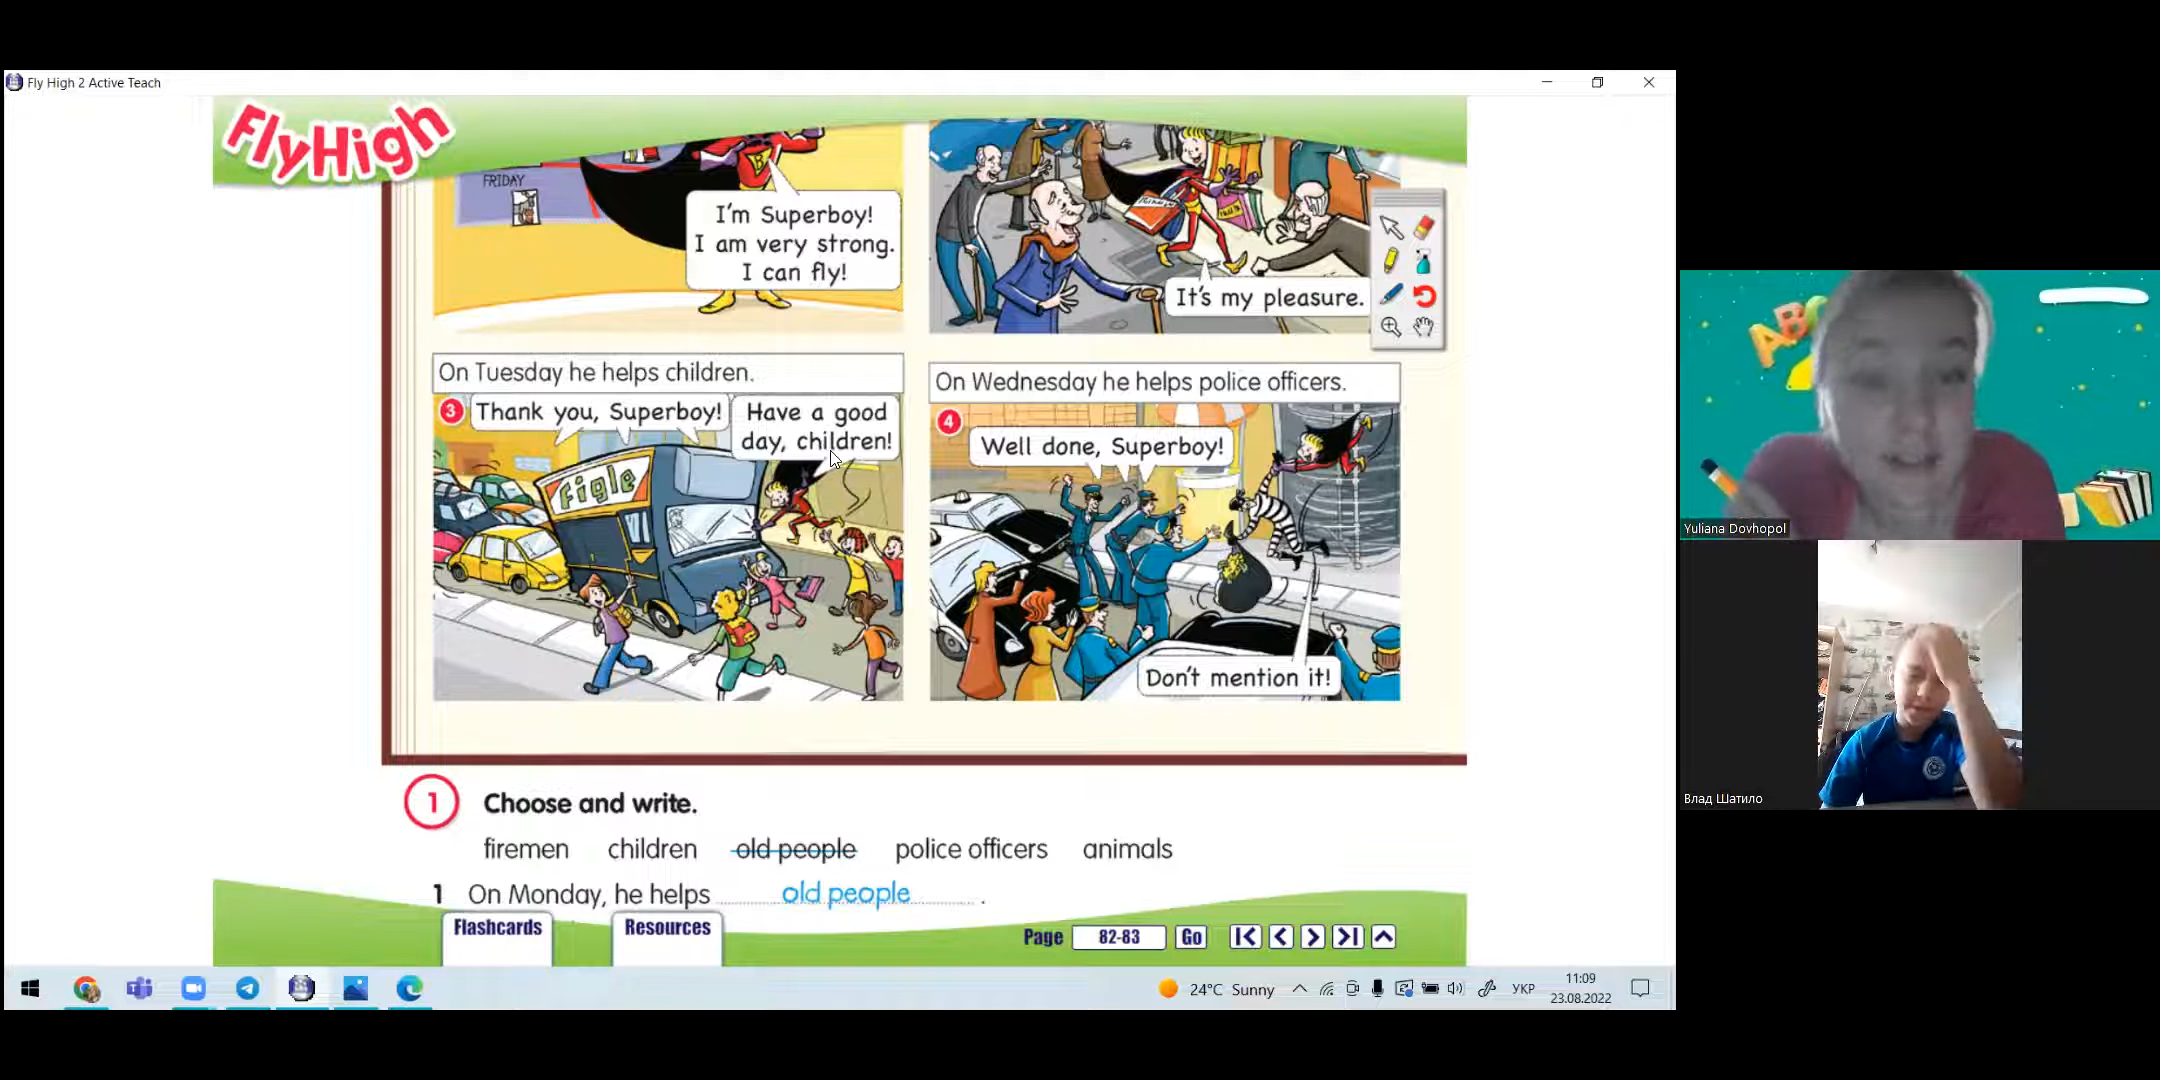 Fly High 2 Active Teach
FlyHigh
FRIDAY
B
I'm Superboy!
I am very strong.
I can fly!
It's my pleasure.
On Tuesday he helps children.
3
Thank you, Superboy!
Have a good
day, children!
Figle
On Wednesday he helps police officers.
4
Well done, Superboy!
Don't mention it!
1 Choose and write.
firemen children old people police officers animals
1 On Monday, he helps old people .
Flashcards
Resources
Page 82-83 Go
24°C Sunny
УКР
11:09
23.08.2022
Yuliana Dovhopol
Влад Шатило